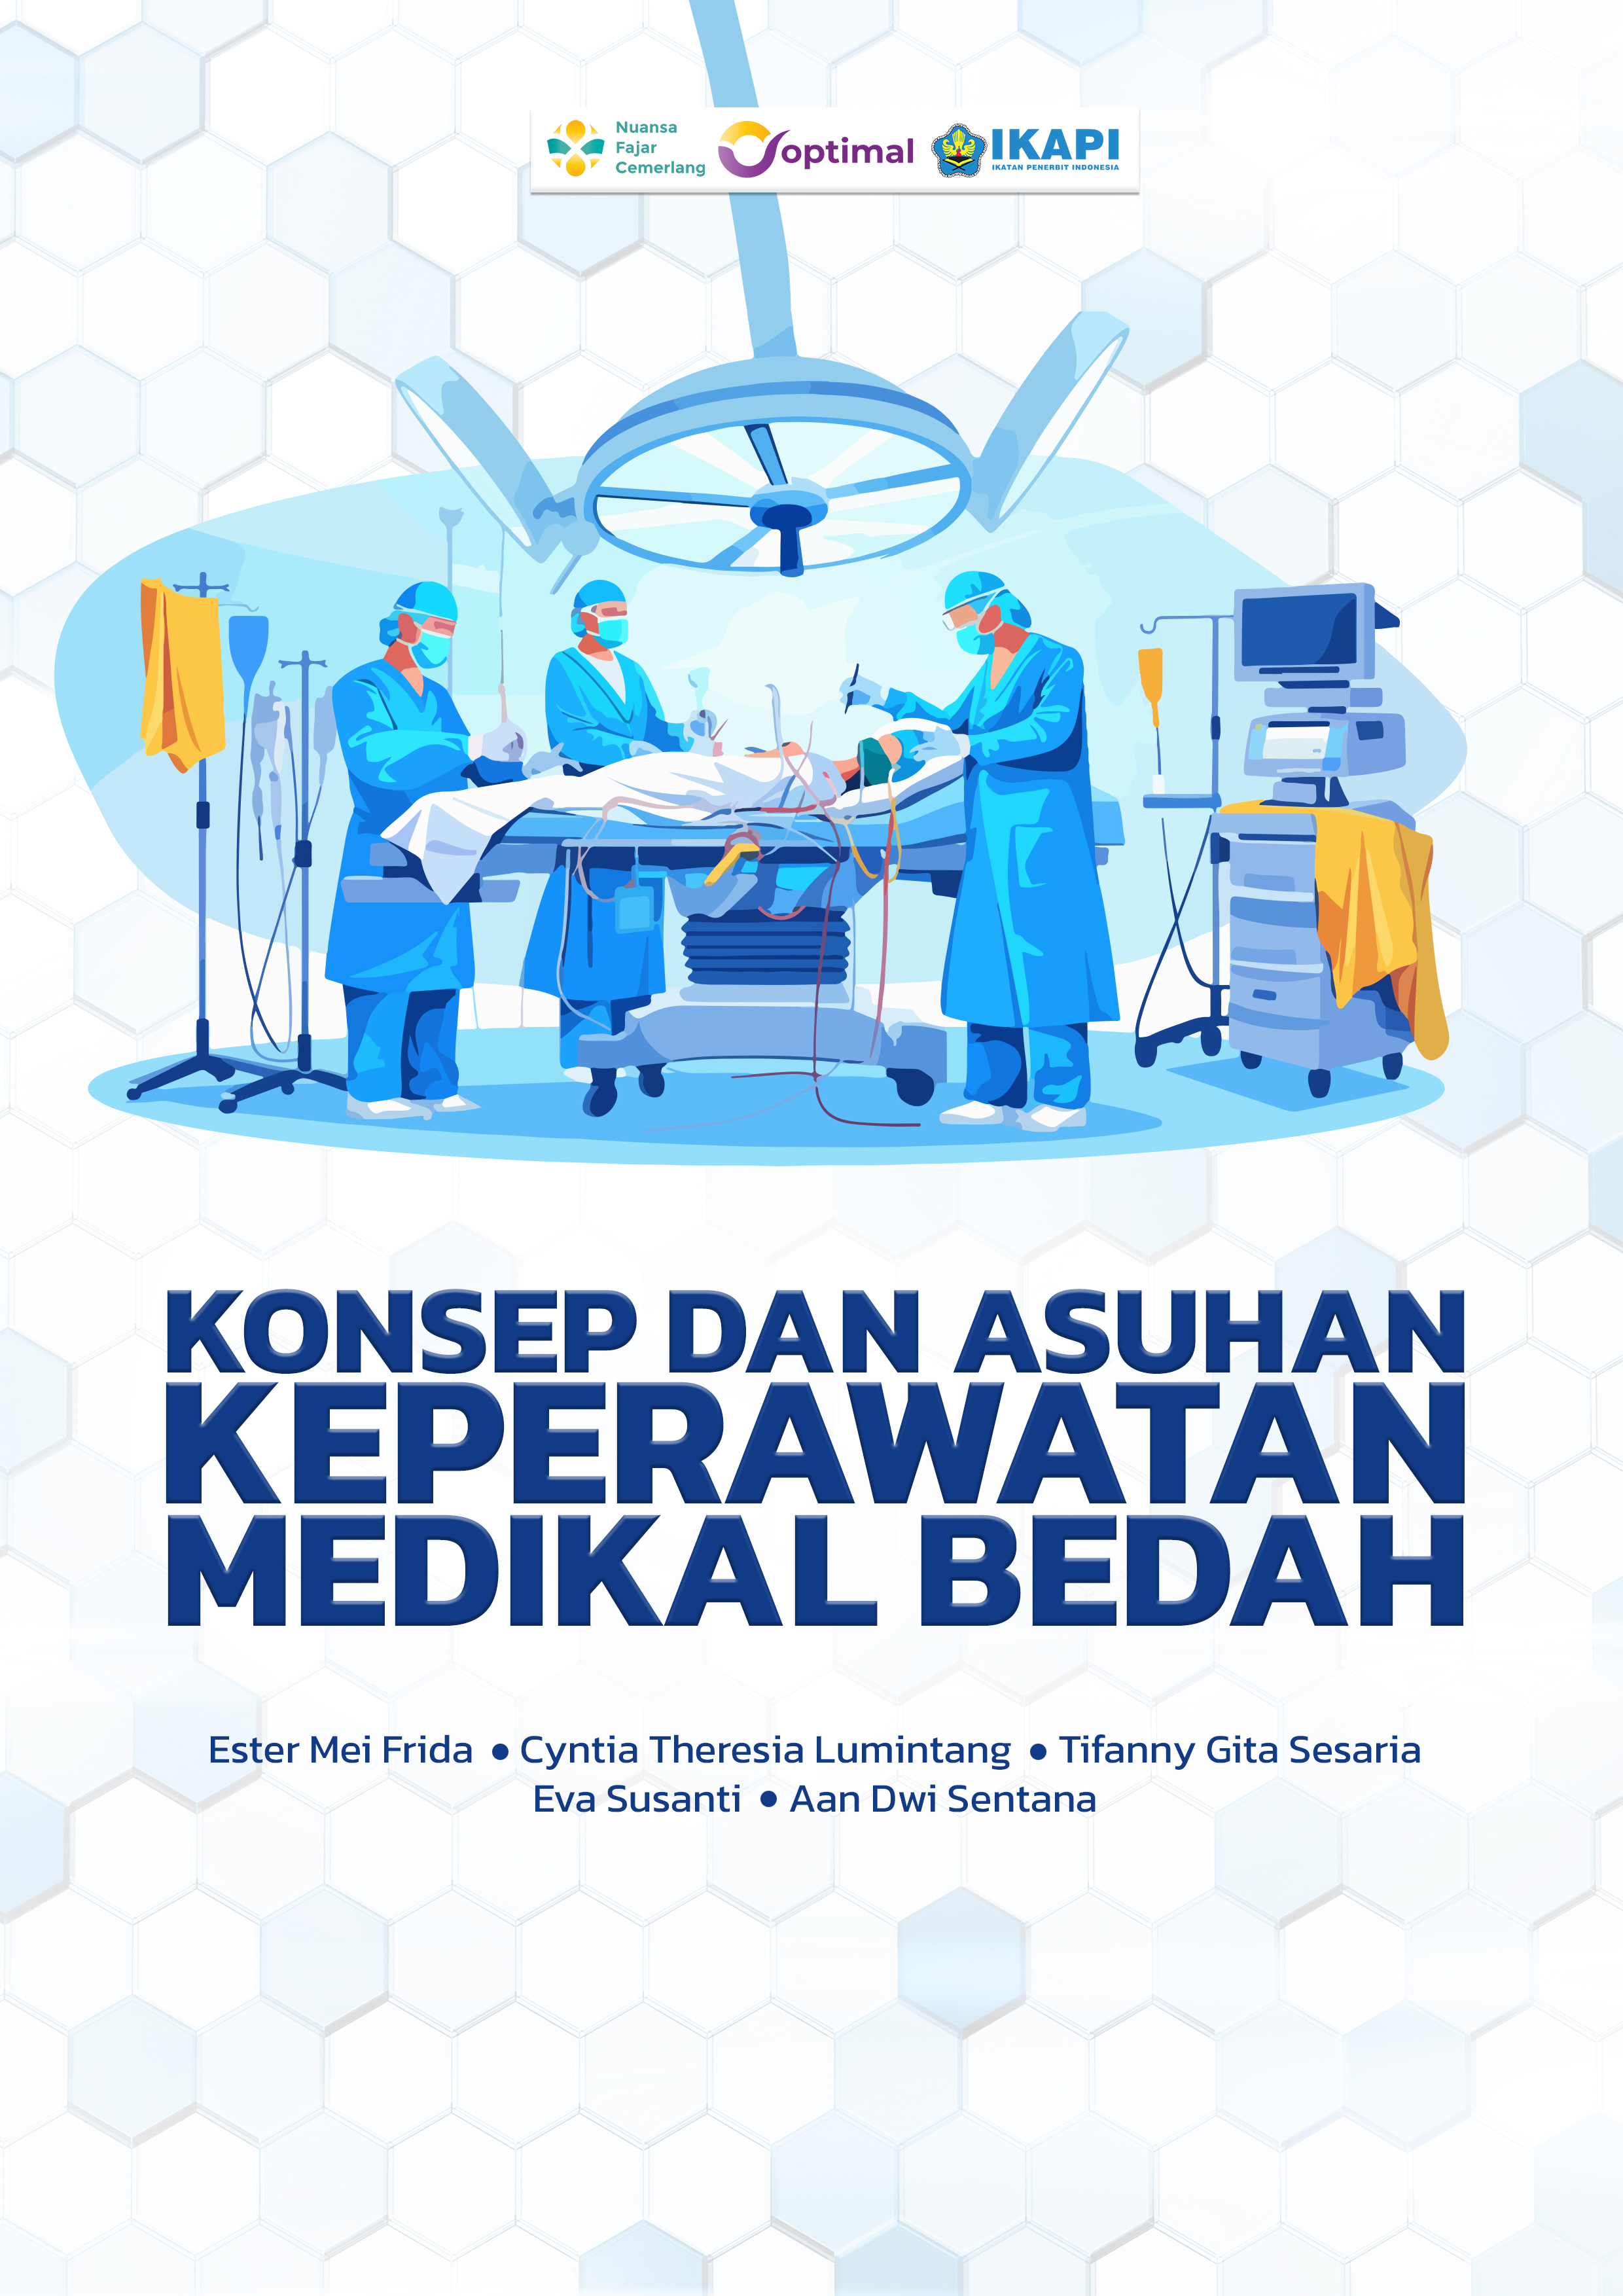 Nuansa
Fajar
Cemerlang
optimal
IKAPI
IKATAN PENERBIT INDONESIA
KONSEP DAN ASUHAN
KEPERAWATAN
MEDIKAL BEDAH
Ester Mei Frida ● Cyntia Theresia Lumintang ● Tifanny Gita Sesaria
Eva Susanti ● Aan Dwi Sentana